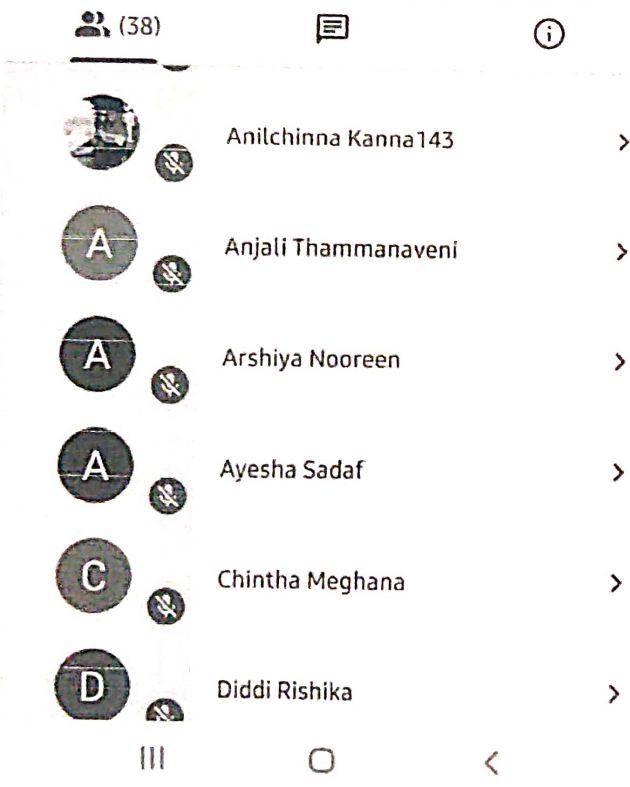 (38)
Anilchinna Kanna143
A Anjali Thammanaveni
A Arshiya Nooreen
A Ayesha Sadaf
C Chintha Meghana
D Diddi Rishika